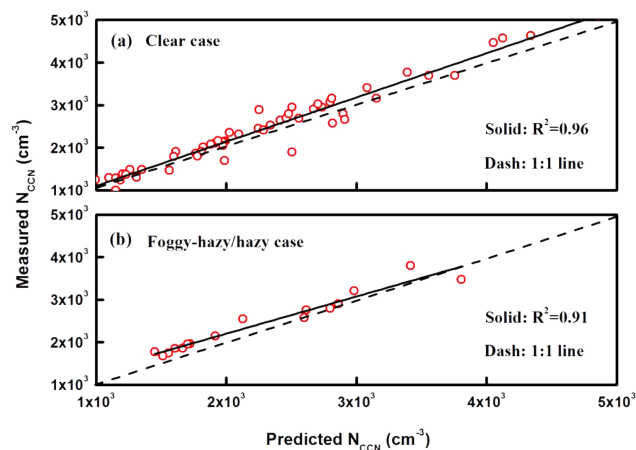 5x10³
(a) Clear case
4x10³
3x10³
Solid: R²=0.96
2x10³
Dash: 1:1 line
1x10³
Measured N_CCN (cm⁻³)
5x10³
(b) Foggy-hazy/hazy case
4x10³
3x10³
Solid: R²=0.91
2x10³
Dash: 1:1 line
1x10³
1x10³ 2x10³ 3x10³ 4x10³ 5x10³
Predicted N_CCN (cm⁻³)